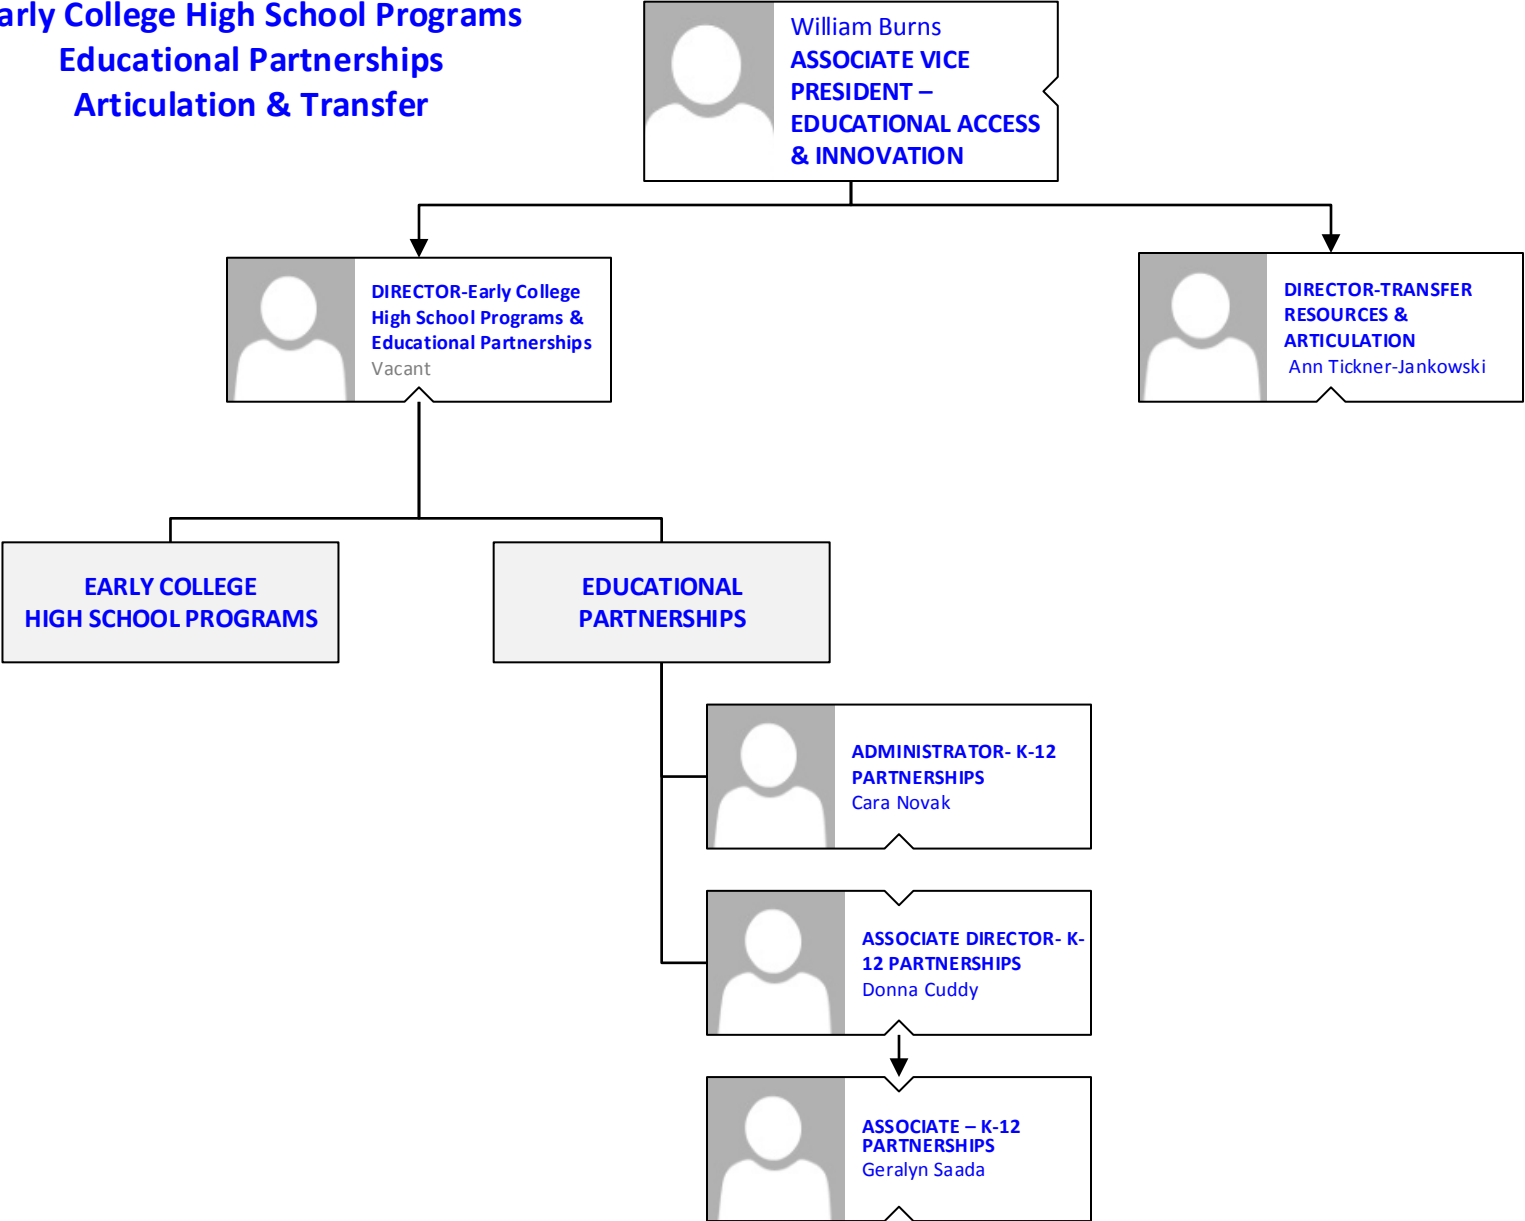 arly College High School Programs
Educational Partnerships
Articulation & Transfer
William Burns
ASSOCIATE VICE
PRESIDENT –
EDUCATIONAL ACCESS
& INNOVATION
DIRECTOR-Early College
High School Programs &
Educational Partnerships
Vacant
DIRECTOR-TRANSFER
RESOURCES &
ARTICULATION
Ann Tickner-Jankowski
EARLY COLLEGE
HIGH SCHOOL PROGRAMS
EDUCATIONAL
PARTNERSHIPS
ADMINISTRATOR- K-12
PARTNERSHIPS
Cara Novak
ASSOCIATE DIRECTOR- K-
12 PARTNERSHIPS
Donna Cuddy
ASSOCIATE – K-12
PARTNERSHIPS
Geralyn Saada